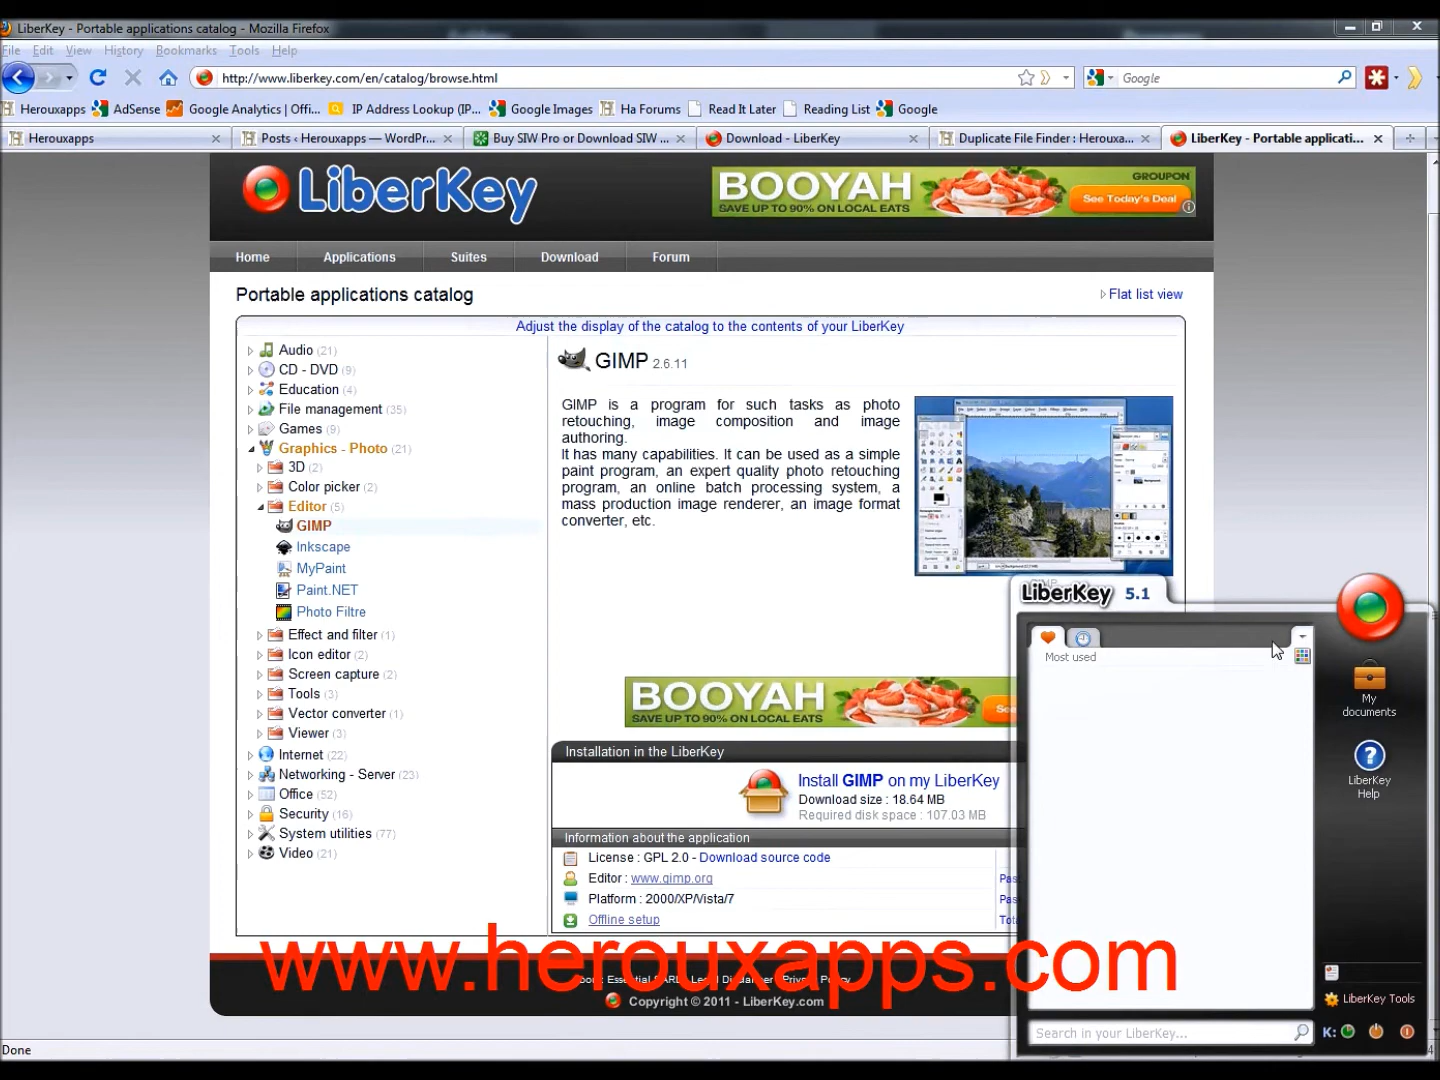 LiberKey - Portable applications catalog - Mozilla Firefox
File Edit View History Bookmarks Tools Help
http://www.liberkey.com/en/catalog/browse.html
Google
Herouxapps AdSense Google Analytics | Offi... IP Address Lookup (IP... Google Images Ha Forums Read It Later Reading List Google
Herouxapps Posts ‹ Herouxapps — WordPr... Buy SIW Pro or Download SIW ... Download - LiberKey Duplicate File Finder : Herouxa... LiberKey - Portable applicati...
LiberKey
BOOYAH
SAVE UP TO 90% ON LOCAL EATS
GROUPON
See Today's Deal
Home Applications Suites Download Forum
Portable applications catalog
Flat list view
Adjust the display of the catalog to the contents of your LiberKey
Audio (21)
CD - DVD (9)
Education (4)
File management (35)
Games (9)
Graphics - Photo (21)
3D (2)
Color picker (2)
Editor (5)
GIMP
Inkscape
MyPaint
Paint.NET
Photo Filtre
Effect and filter (1)
Icon editor (2)
Screen capture (2)
Tools (3)
Vector converter (1)
Viewer (3)
Internet (22)
Networking - Server (23)
Office (52)
Security (16)
System utilities (77)
Video (21)
GIMP 2.6.11
GIMP is a program for such tasks as photo
retouching, image composition and image
authoring.
It has many capabilities. It can be used as a simple
paint program, an expert quality photo retouching
program, an online batch processing system, a
mass production image renderer, an image format
converter, etc.
BOOYAH
SAVE UP TO 90% ON LOCAL EATS
Installation in the LiberKey
Install GIMP on my LiberKey
Download size : 18.64 MB
Required disk space : 107.03 MB
Information about the application
License : GPL 2.0 - Download source code
Editor : www.gimp.org
Platform : 2000/XP/Vista/7
Offline setup
LiberKey 5.1
Most used
My
documents
LiberKey
Help
LiberKey Tools
Search in your LiberKey...
K:
www.herouxapps.com
Copyright © 2011 - LiberKey.com
Done